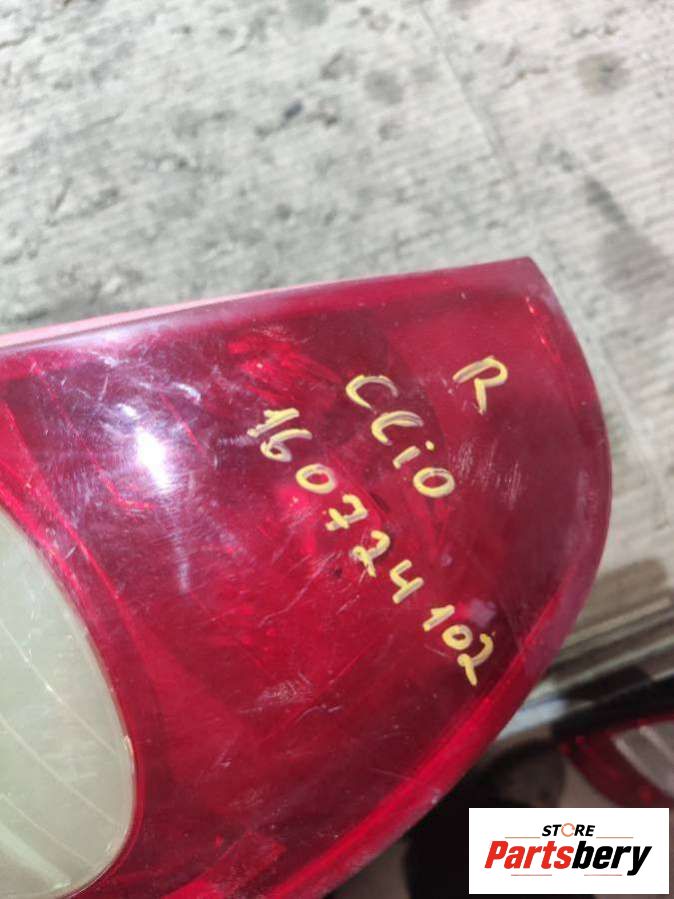 R
Clio
160724102
STORE
Partsbery